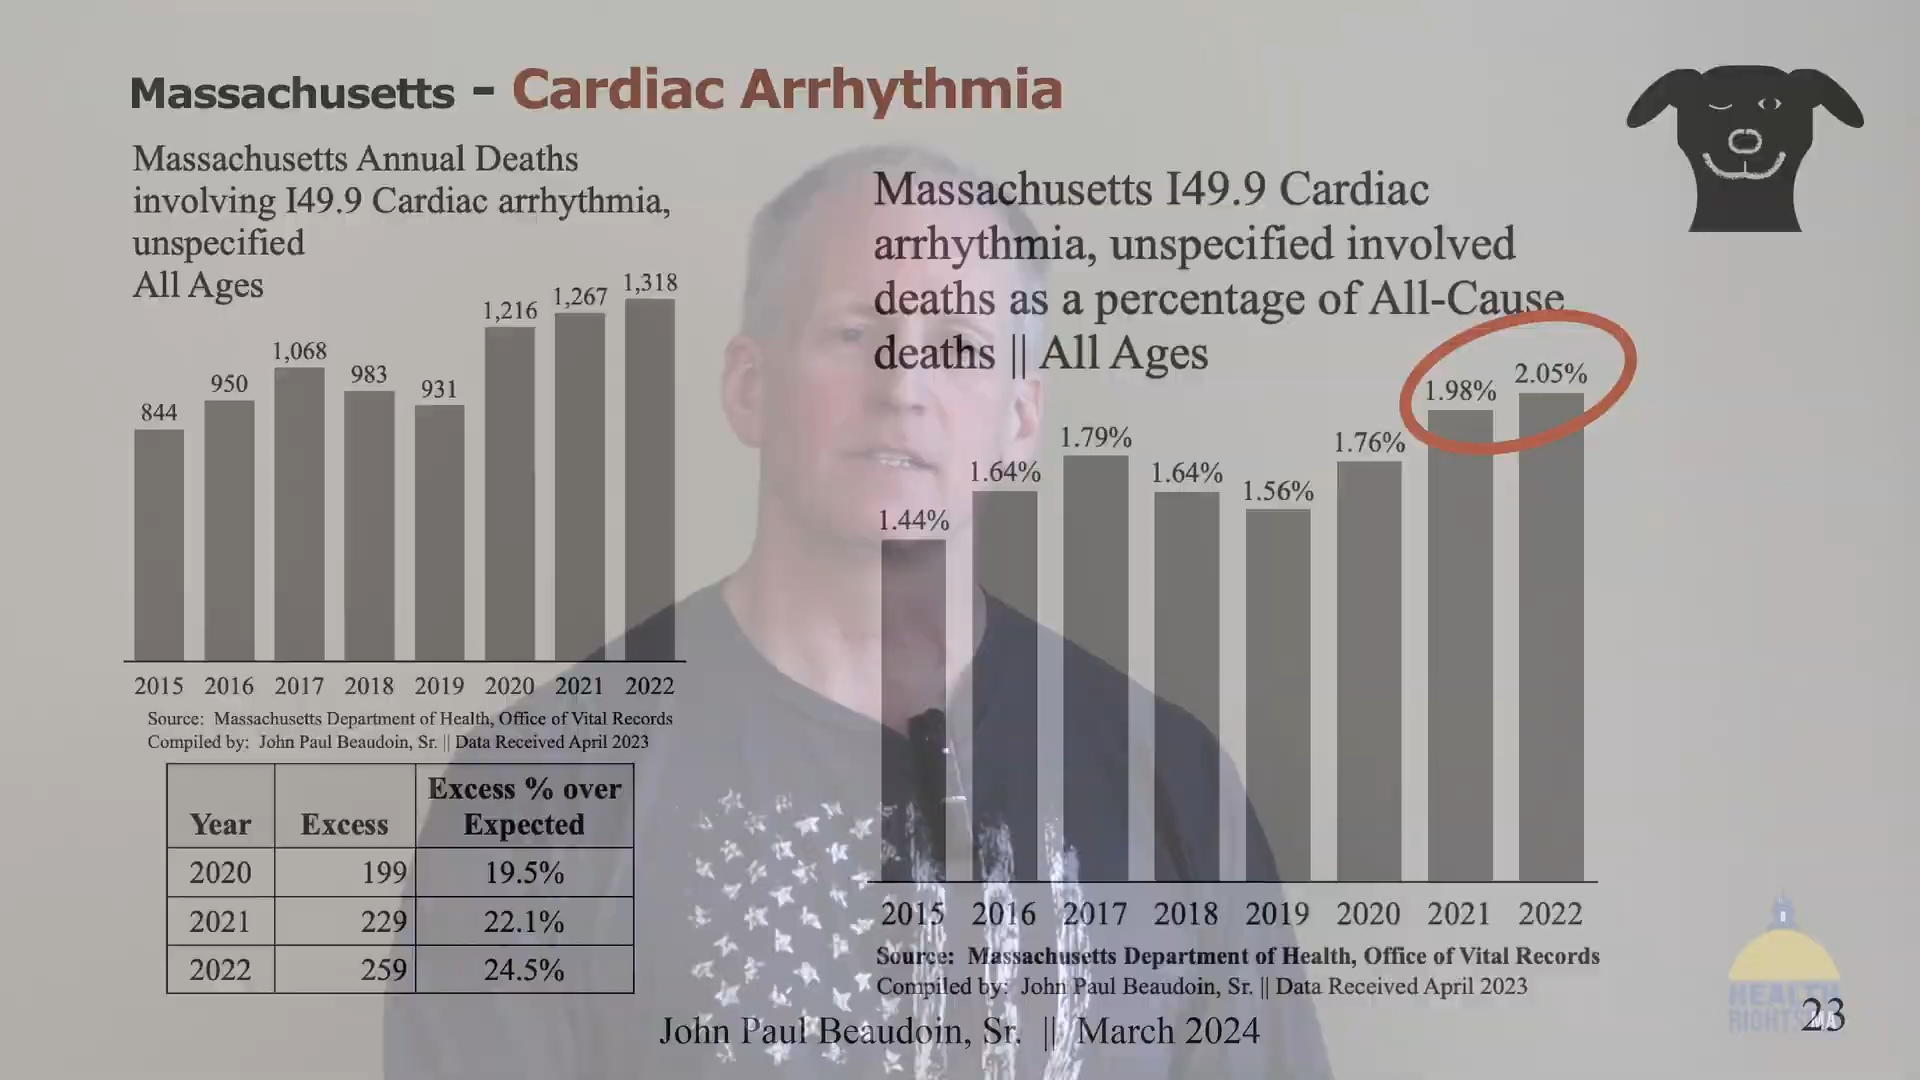 Massachusetts - Cardiac Arrhythmia
Massachusetts Annual Deaths
involving I49.9 Cardiac arrhythmia,
unspecified
All Ages
844
950
1,068
983
931
1,216
1,267
1,318
2015 2016 2017 2018 2019 2020 2021 2022
Source: Massachusetts Department of Health, Office of Vital Records
Compiled by: John Paul Beaudoin, Sr. || Data Received April 2023
Year Excess Excess % over Expected
2020 199 19.5%
2021 229 22.1%
2022 259 24.5%
Massachusetts I49.9 Cardiac
arrhythmia, unspecified involved
deaths as a percentage of All-Cause
deaths || All Ages
1.44%
1.64%
1.79%
1.64%
1.56%
1.76%
1.98%
2.05%
2015 2016 2017 2018 2019 2020 2021 2022
Source: Massachusetts Department of Health, Office of Vital Records
Compiled by: John Paul Beaudoin, Sr. || Data Received April 2023
John Paul Beaudoin, Sr. || March 2024
HEALTH
RIGHTS MA
23